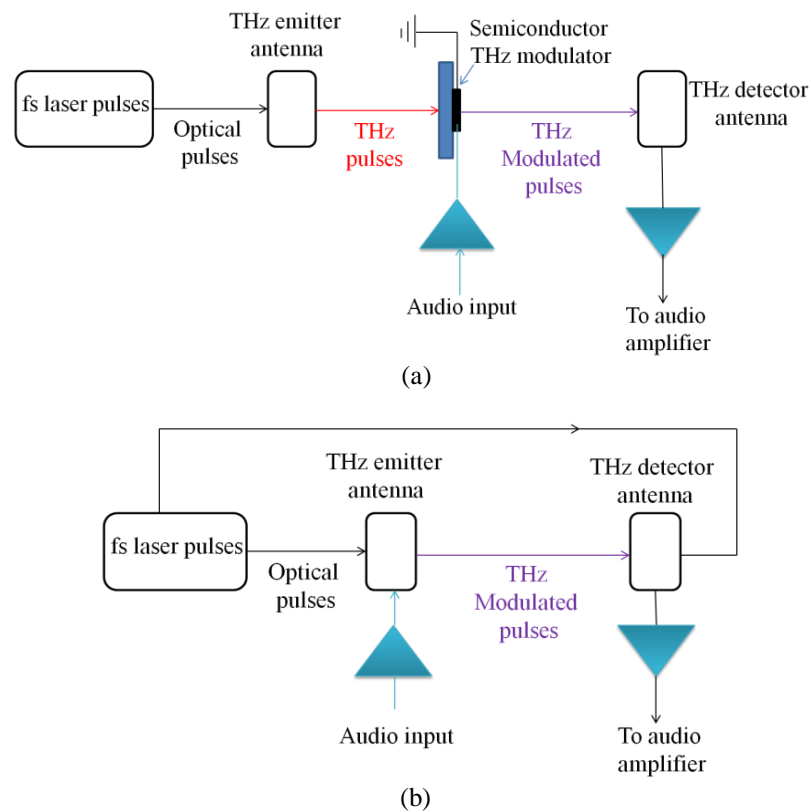 THz emitter
antenna
Semiconductor
THz modulator
fs laser pulses
Optical
pulses
THz
pulses
THz
Modulated
pulses
THz detector
antenna
Audio input
To audio
amplifier
(a)
THz emitter
antenna
THz detector
antenna
fs laser pulses
Optical
pulses
THz
Modulated
pulses
Audio input
To audio
amplifier
(b)